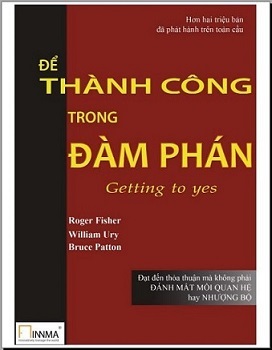 Hơn hai triệu bản
đã phát hành trên toàn cầu
ĐỂ
THÀNH CÔNG
TRONG
ĐÀM PHÁN
Getting to yes
Roger Fisher
William Ury
Bruce Patton
Đạt đến thỏa thuận mà không phải
ĐÁNH MẤT MỐI QUAN HỆ
hay NHƯỢNG BỘ
INMA